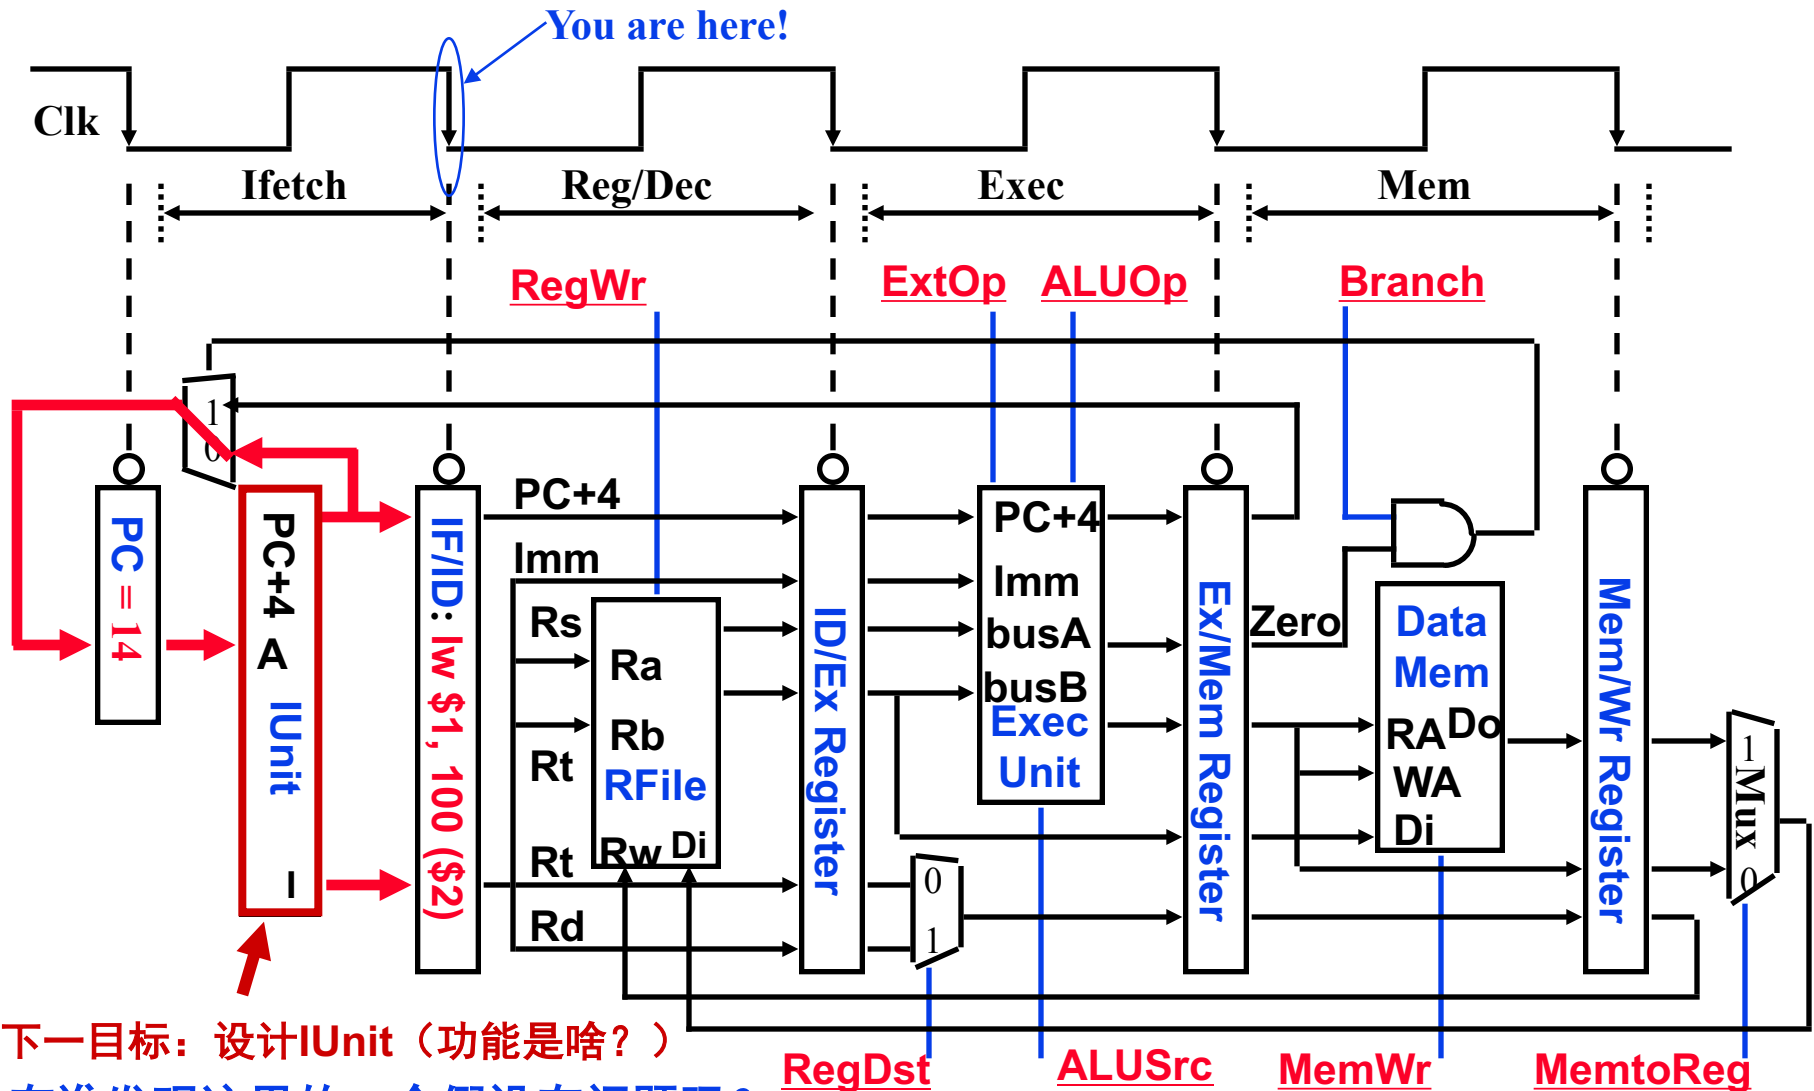 You are here!
Clk
Ifetch
Reg/Dec
Exec
Mem
RegWr
ExtOp
ALUOp
Branch
1
0
PC = 14
PC+4
A
IUnit
I
IF/ID: lw $1, 100 ($2)
PC+4
Imm
Rs
Rt
Ra
Rb
RFile
Rw Di
Rt
Rd
ID/Ex Register
0
1
PC+4
Imm
busA
busB
Exec
Unit
Ex/Mem Register
Zero
Data
Mem
RA Do
WA
Di
Mem/Wr Register
1
Mux
0
下一目标：设计IUnit（功能是啥？）
RegDst
ALUSrc
MemWr
MemtoReg